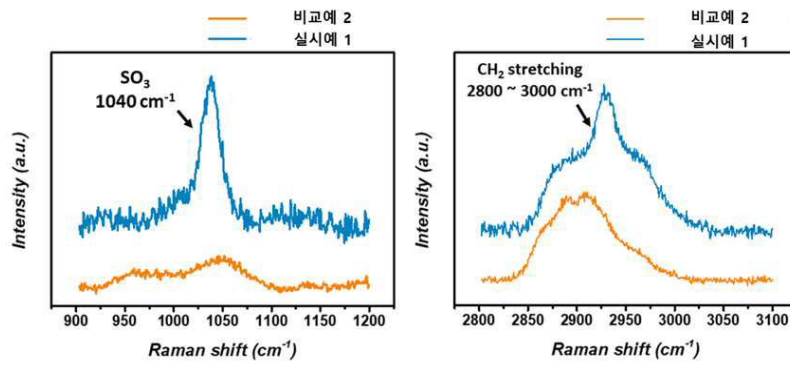 비교예 2
실시예 1
SO₃
1040 cm⁻¹
Intensity (a.u.)
900 950 1000 1050 1100 1150 1200
Raman shift (cm⁻¹)
비교예 2
실시예 1
CH₂ stretching
2800 ~ 3000 cm⁻¹
Intensity (a.u.)
2800 2850 2900 2950 3000 3050 3100
Raman shift (cm⁻¹)